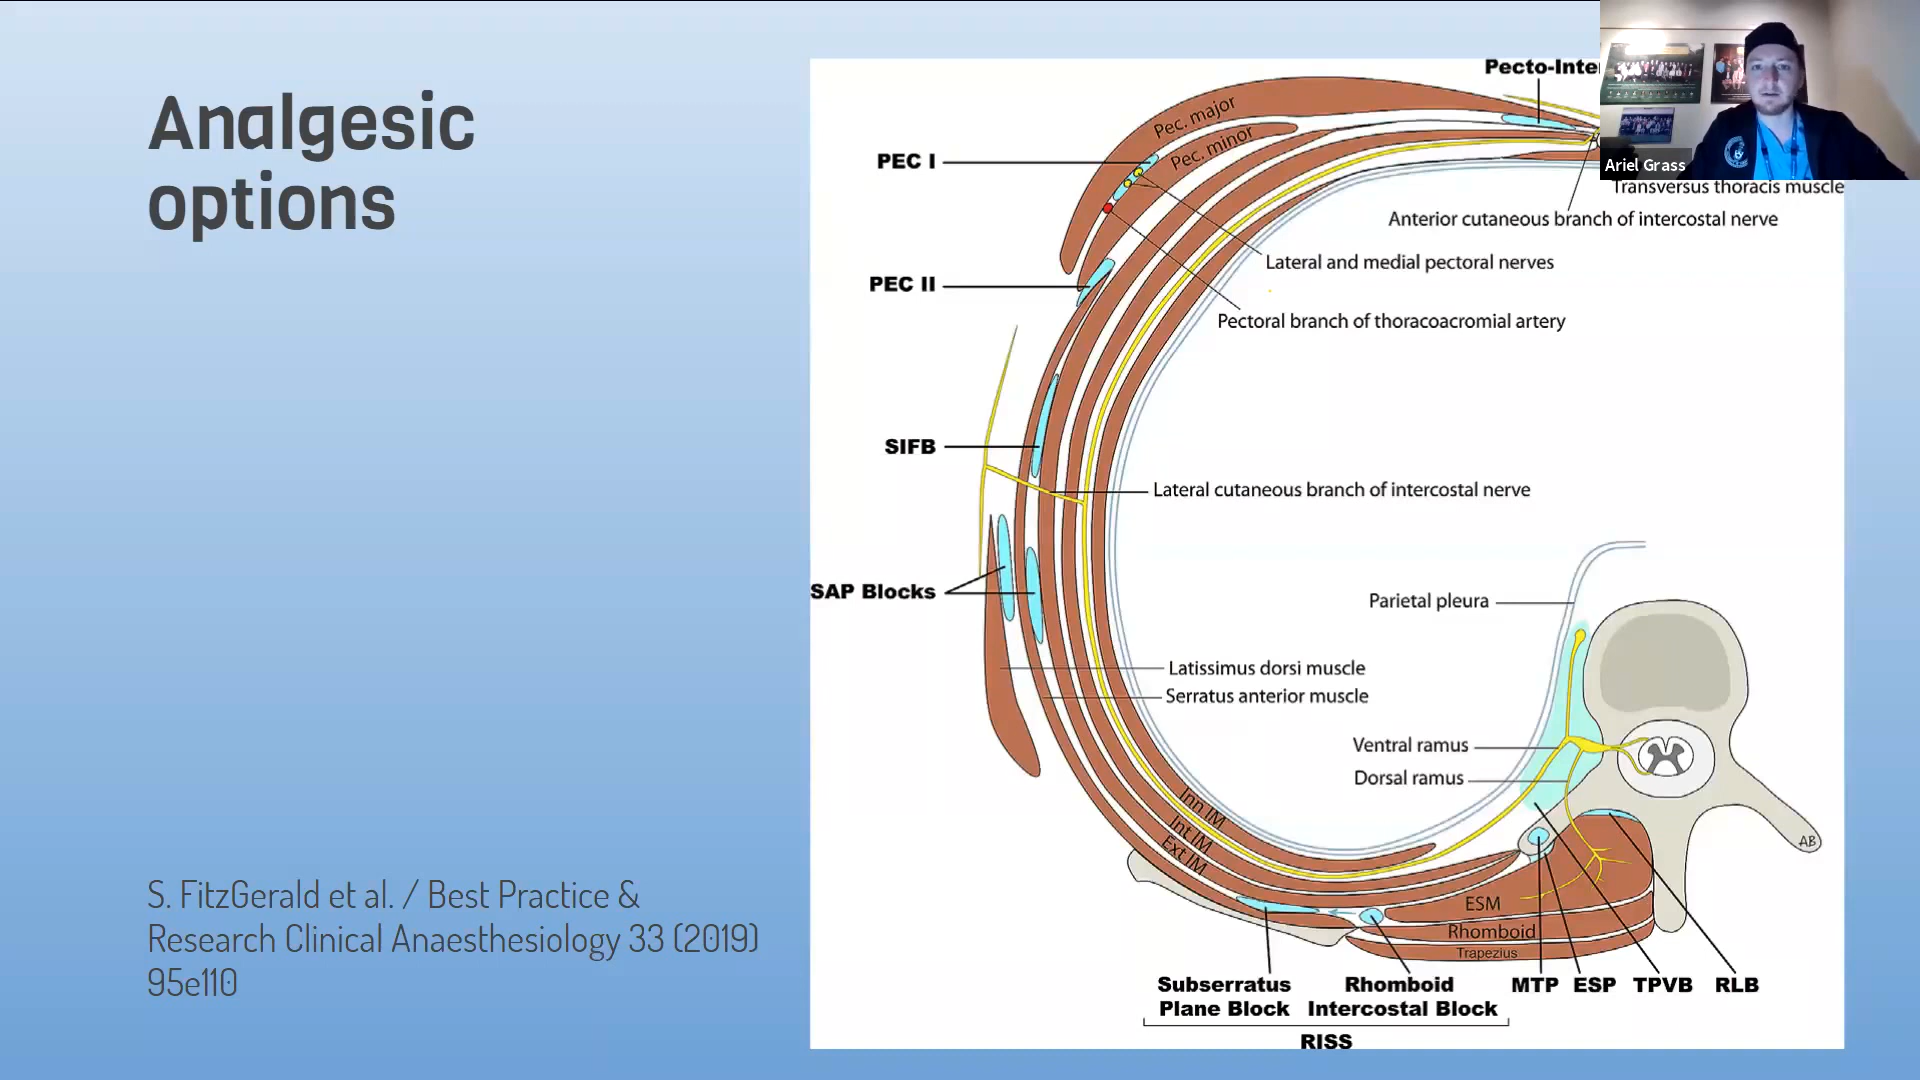 Analgesic
options
S. FitzGerald et al. / Best Practice &
Research Clinical Anaesthesiology 33 (2019)
95e110
Pecto-Inte
Ariel Grass
Pec. major
Pec. minor
PEC I
Transversus thoracis muscle
Anterior cutaneous branch of intercostal nerve
Lateral and medial pectoral nerves
PEC II
Pectoral branch of thoracoacromial artery
SIFB
Lateral cutaneous branch of intercostal nerve
SAP Blocks
Parietal pleura
Latissimus dorsi muscle
Serratus anterior muscle
Ventral ramus
Dorsal ramus
Inn IM
Int IM
Ext IM
AB
ESM
Rhomboid
Trapezius
Subserratus
Plane Block
Rhomboid
Intercostal Block
MTP ESP TPVB RLB
RISS